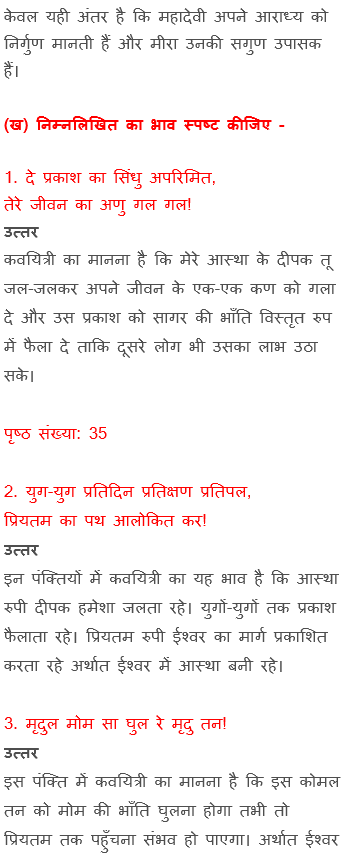 केवल यही अंतर है कि महादेवी अपने आराध्य को
निर्गुण मानती हैं और मीरा उनकी सगुण उपासक
हैं।
(ख) निम्नलिखित का भाव स्पष्ट कीजिए -
1. दे प्रकाश का सिंधु अपरिमित,
तेरे जीवन का अणु गल गल!
उत्तर
कवयित्री का मानना है कि मेरे आस्था के दीपक तू
जल-जलकर अपने जीवन के एक-एक कण को गला
दे और उस प्रकाश को सागर की भाँति विस्तृत रुप
में फैला दे ताकि दूसरे लोग भी उसका लाभ उठा
सके।
पृष्ठ संख्या: 35
2. युग-युग प्रतिदिन प्रतिक्षण प्रतिपल,
प्रियतम का पथ आलोकित कर!
उत्तर
इन पंक्तियों में कवयित्री का यह भाव है कि आस्था
रुपी दीपक हमेशा जलता रहे। युगों-युगों तक प्रकाश
फैलाता रहे। प्रियतम रुपी ईश्वर का मार्ग प्रकाशित
करता रहे अर्थात ईश्वर में आस्था बनी रहे।
3. मृदुल मोम सा घुल रे मृदु तन!
उत्तर
इस पंक्ति में कवयित्री का मानना है कि इस कोमल
तन को मोम की भाँति घुलना होगा तभी तो
प्रियतम तक पहुँचना संभव हो पाएगा। अर्थात ईश्वर